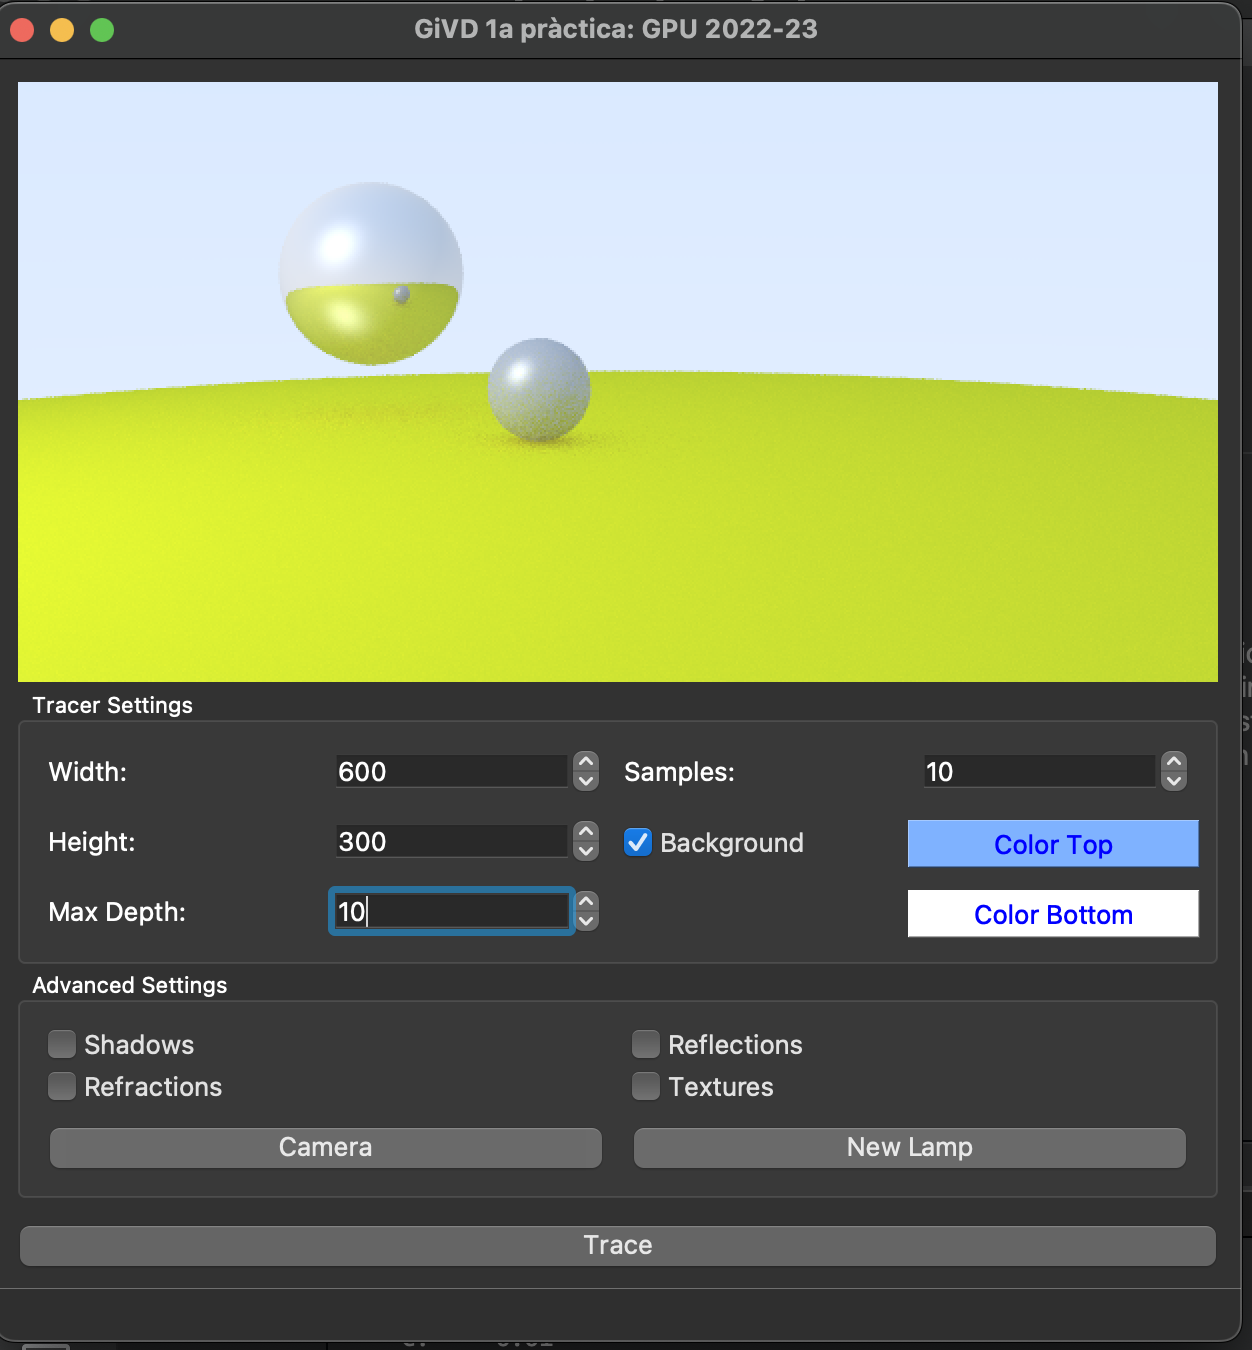 GiVD 1a pràctica: GPU 2022-23
Tracer Settings
Width: 600 Samples: 10
Height: 300 Background Color Top
Max Depth: 10 Color Bottom
Advanced Settings
Shadows Reflections
Refractions Textures
Camera New Lamp
Trace